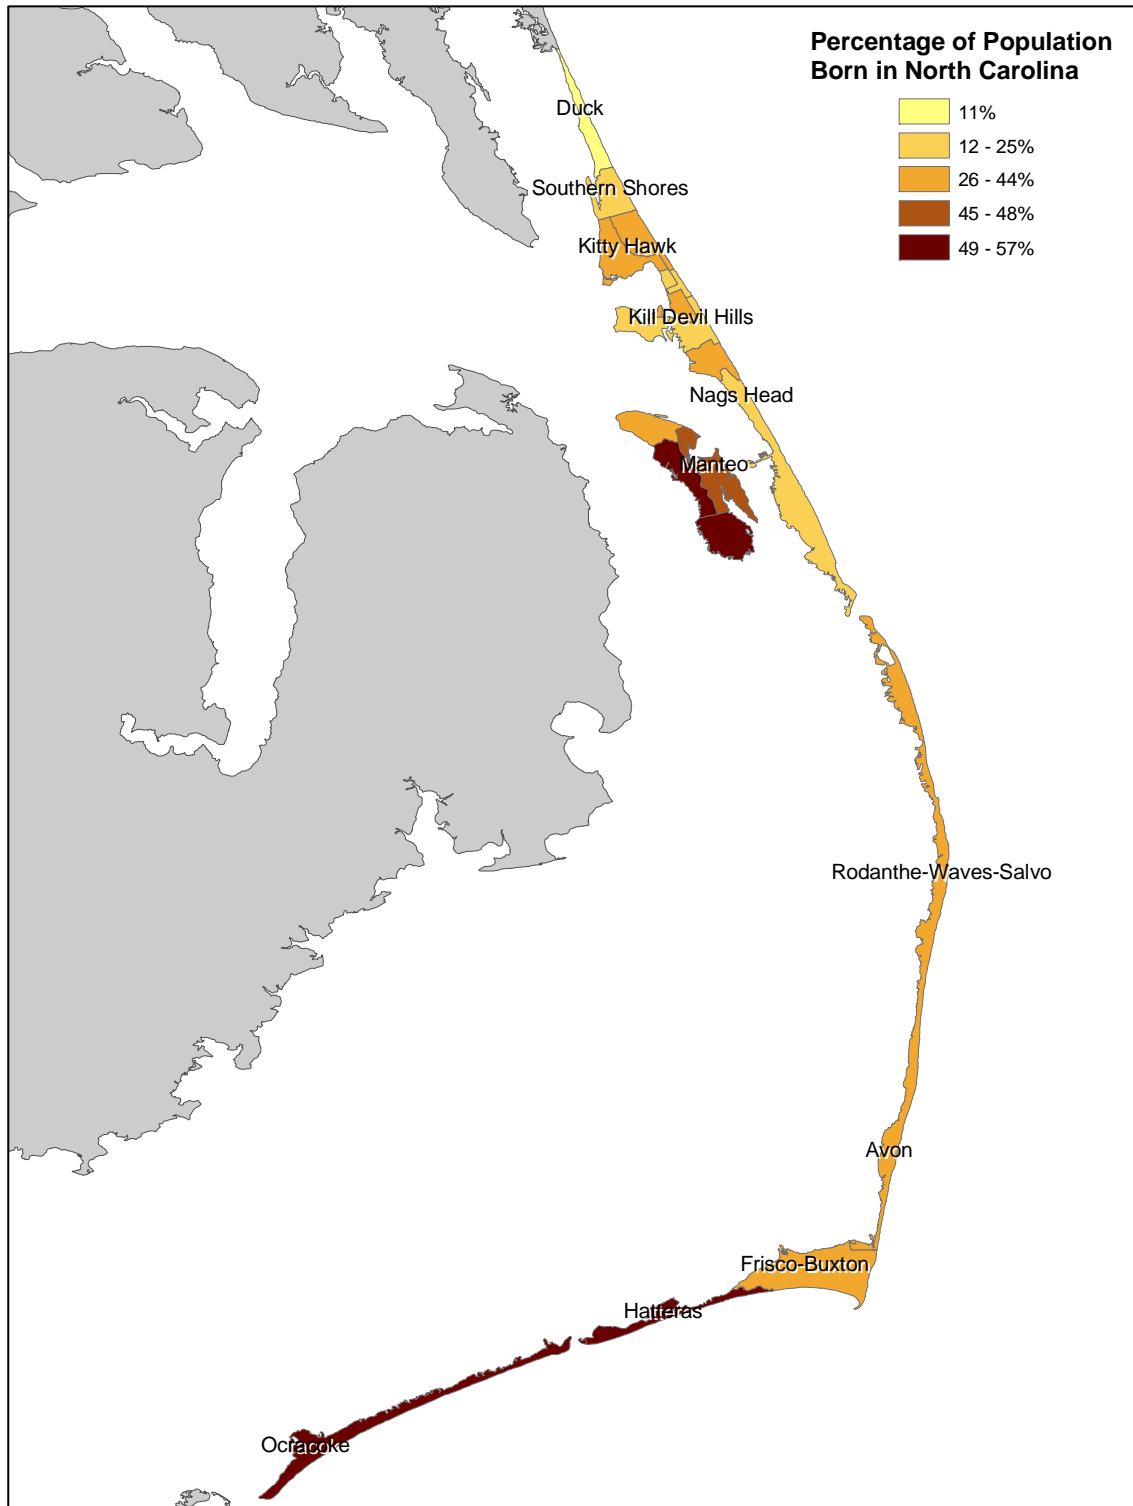 Percentage of Population
Born in North Carolina
11%
12 - 25%
26 - 44%
45 - 48%
49 - 57%
Duck
Southern Shores
Kitty Hawk
Kill Devil Hills
Nags Head
Manteo
Rodanthe-Waves-Salvo
Avon
Frisco-Buxton
Hatteras
Ocracoke